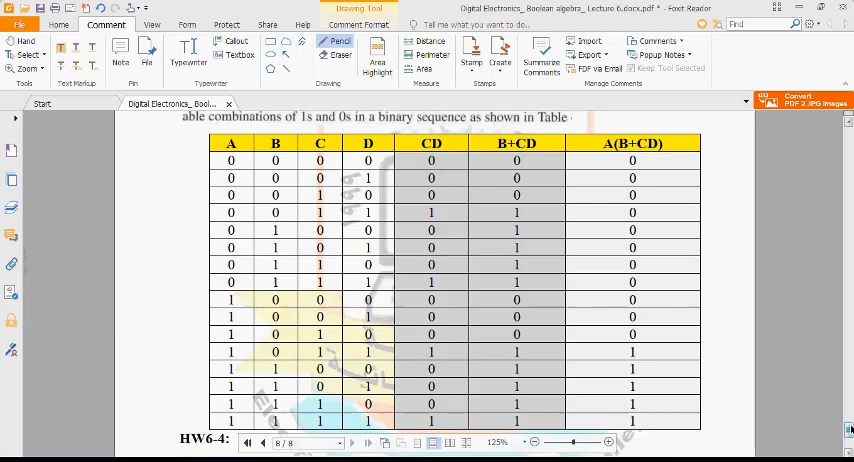 Drawing Tool
Digital Electronics_ Boolean algebra_ Lecture 6.docx.pdf * - Foxit Reader
File Home Comment View Form Protect Share Help Comment Format Tell me what you want to do... Find
Hand
Select
Zoom
Tools
T T T
T T T
Text Markup
Note
File
Pin
Typewriter
Callout
Textbox
Typewriter
Pencil
Eraser
Drawing
Area
Highlight
Distance
Perimeter
Area
Measure
Stamp
Stamps
Create
Summarize
Comments
Import
Export
FDF via Email
Comments
Popup Notes
Keep Tool Selected
Manage Comments
Start
Digital Electronics_ Bool...
Convert
PDF 2 JPG Images
able combinations of 1s and 0s in a binary sequence as shown in Table
A B C D CD B+CD A(B+CD)
0 0 0 0 0 0 0
0 0 0 1 0 0 0
0 0 1 0 0 0 0
0 0 1 1 1 1 0
0 1 0 0 0 1 0
0 1 0 1 0 1 0
0 1 1 0 0 1 0
0 1 1 1 1 1 0
1 0 0 0 0 0 0
1 0 0 1 0 0 0
1 0 1 0 0 0 0
1 0 1 1 1 1 1
1 1 0 0 0 1 1
1 1 0 1 0 1 1
1 1 1 0 0 1 1
1 1 1 1 1 1 1
HW6-4:
8 / 8
125%